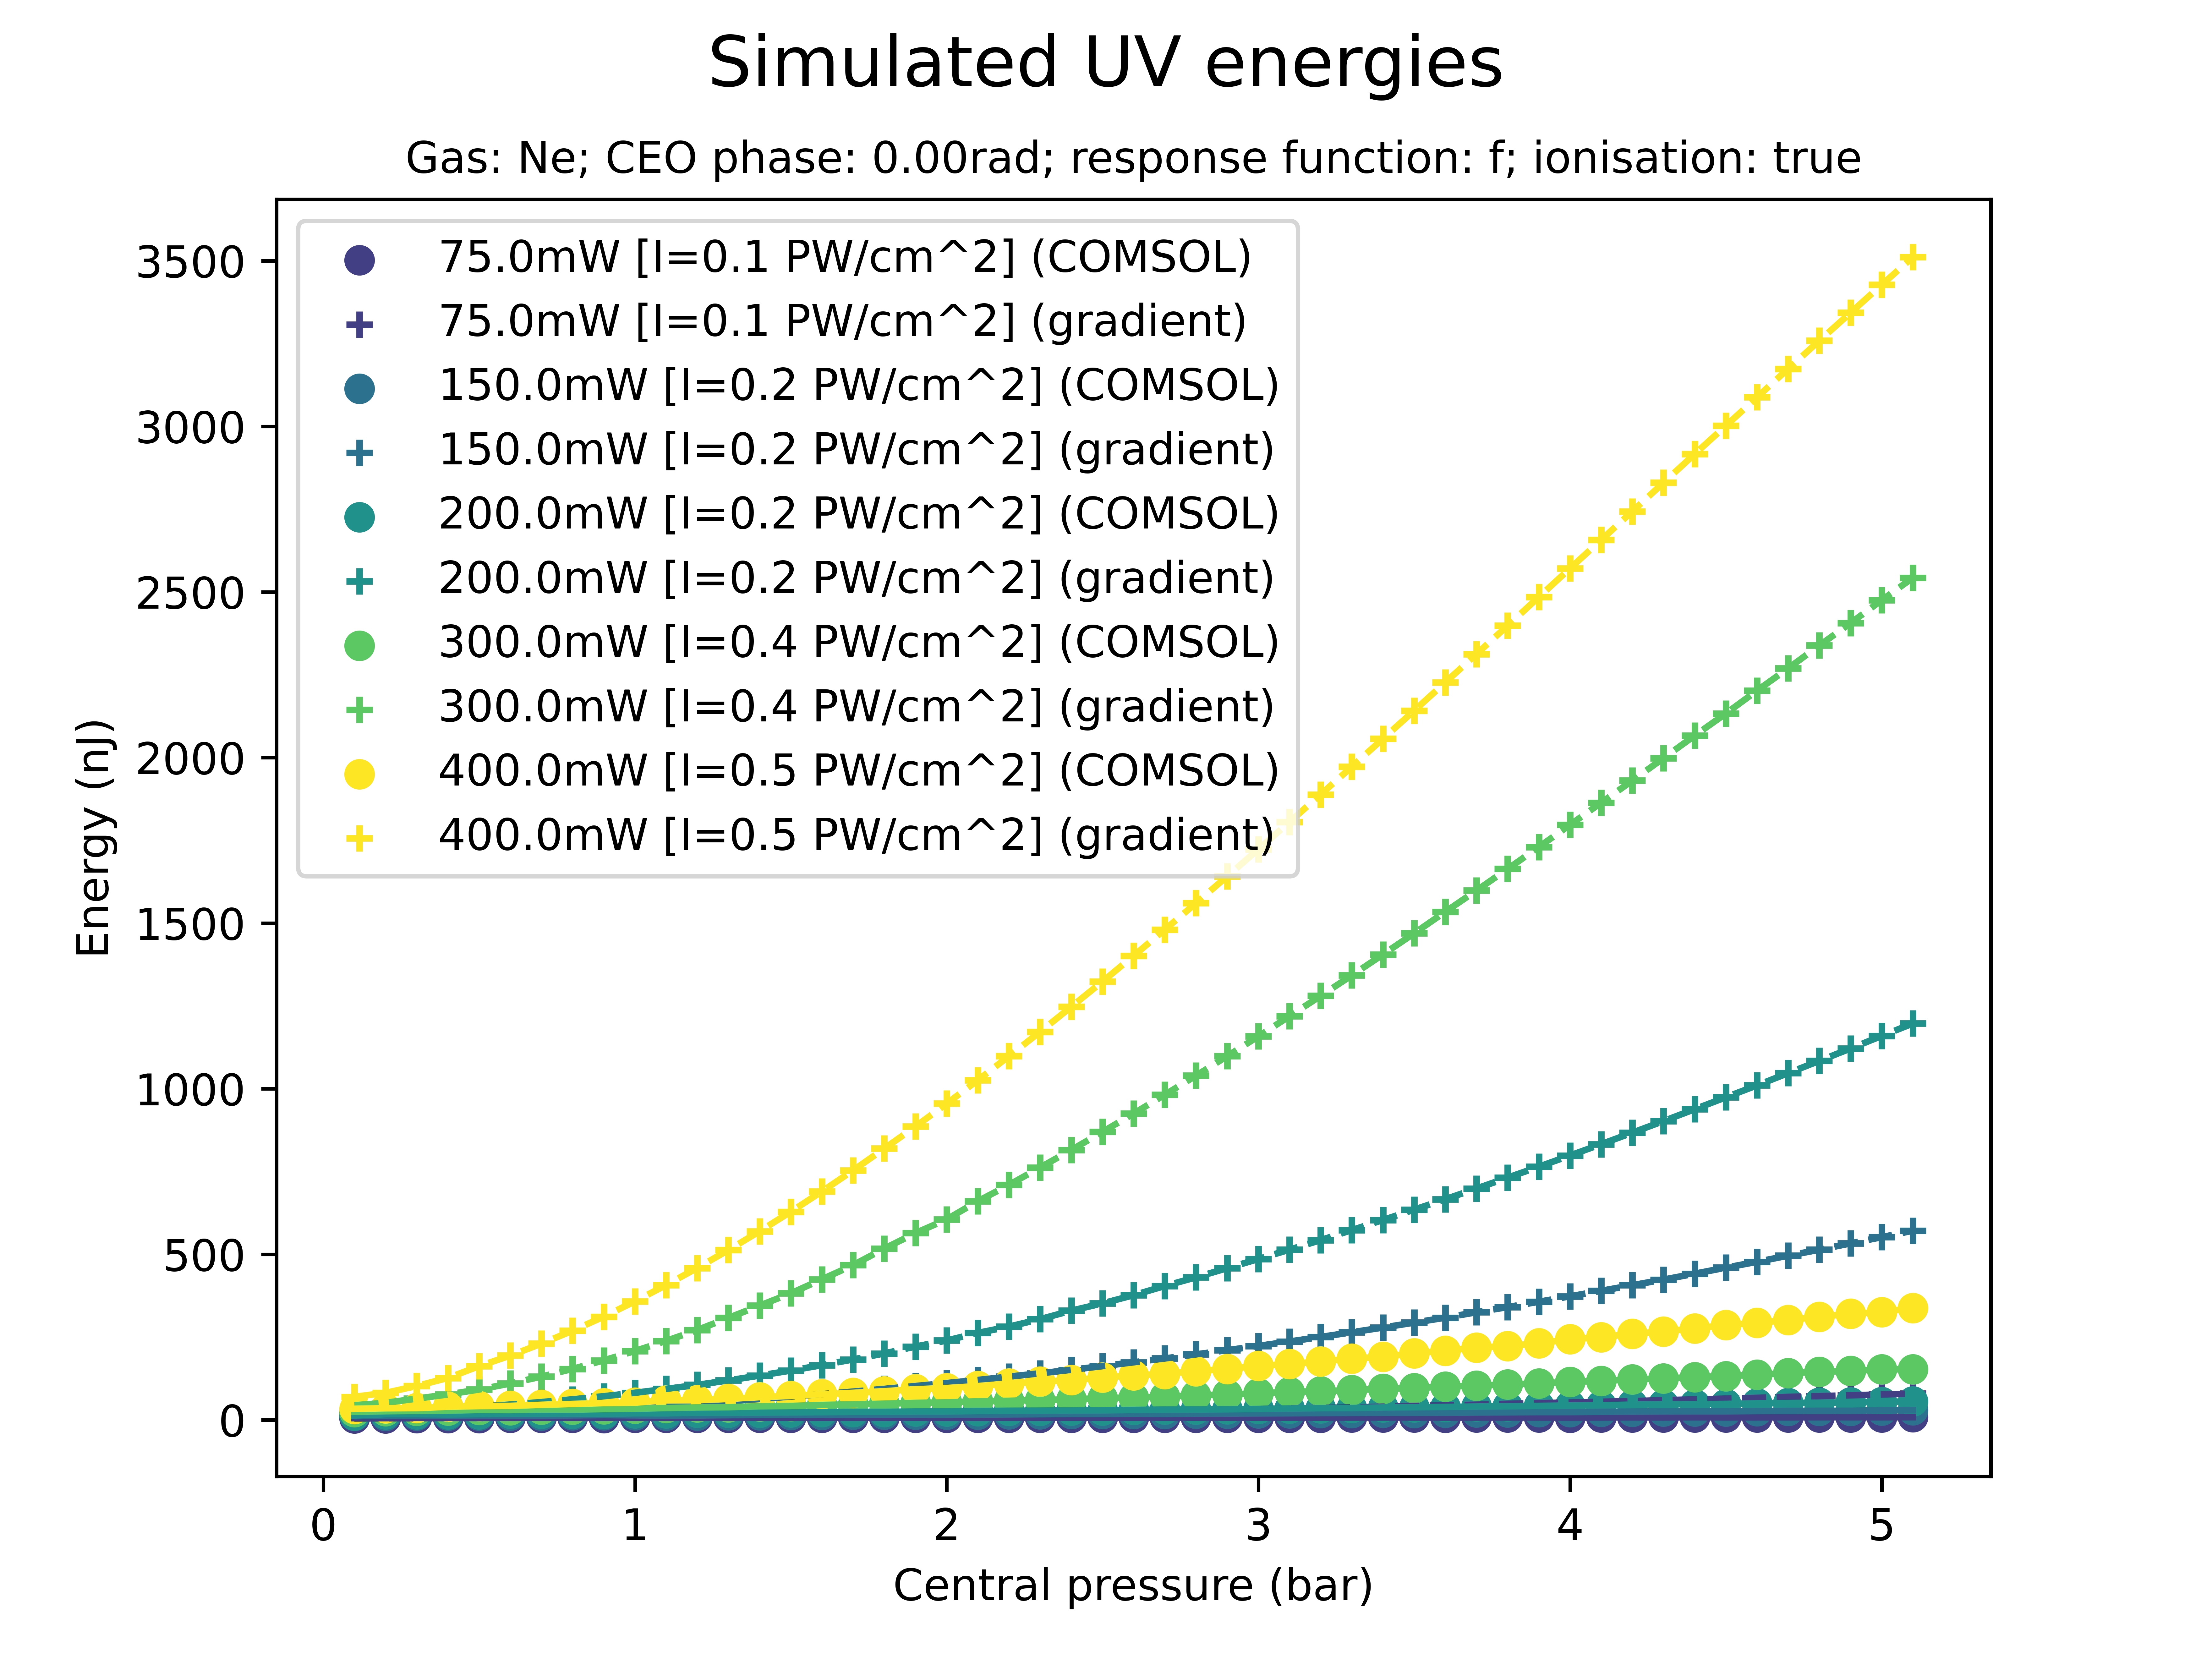 Simulated UV energies
Gas: Ne; CEO phase: 0.00rad; response function: f; ionisation: true
75.0mW [I=0.1 PW/cm^2] (COMSOL)
75.0mW [I=0.1 PW/cm^2] (gradient)
150.0mW [I=0.2 PW/cm^2] (COMSOL)
150.0mW [I=0.2 PW/cm^2] (gradient)
200.0mW [I=0.2 PW/cm^2] (COMSOL)
200.0mW [I=0.2 PW/cm^2] (gradient)
300.0mW [I=0.4 PW/cm^2] (COMSOL)
300.0mW [I=0.4 PW/cm^2] (gradient)
400.0mW [I=0.5 PW/cm^2] (COMSOL)
400.0mW [I=0.5 PW/cm^2] (gradient)
Energy (nJ)
3500
3000
2500
2000
1500
1000
500
0
0 1 2 3 4 5
Central pressure (bar)